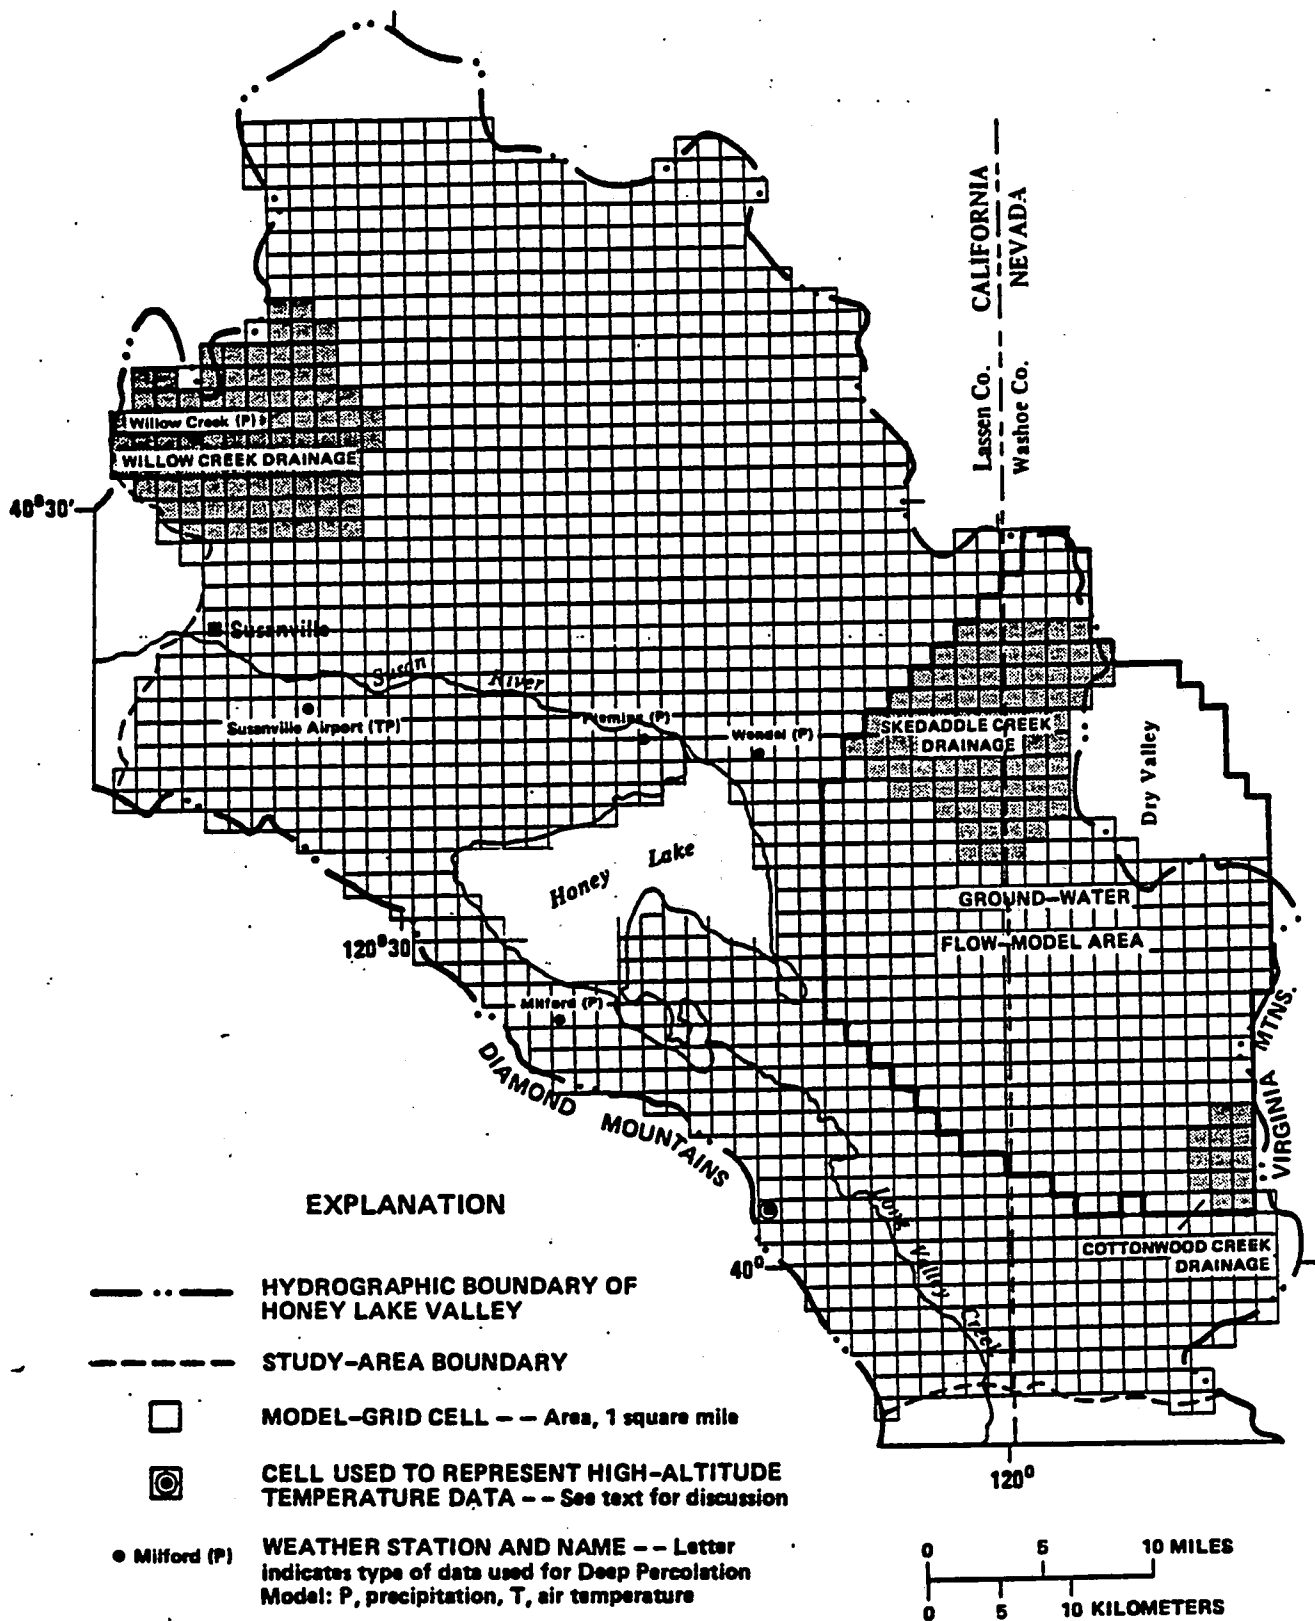 CALIFORNIA
NEVADA
Lassen Co.
Washoe Co.
Willow Creek (P)
WILLOW CREEK DRAINAGE
40°30'
Susanville
Susan River
Susanville Airport (TP)
Fleming (P)
Wendel (P)
SKEDADDLE CREEK
DRAINAGE
Dry Valley
Honey Lake
GROUND-WATER
FLOW-MODEL AREA
120°30
Milford (P)
DIAMOND MOUNTAINS
VIRGINIA MTNS.
Long Valley Creek
COTTONWOOD CREEK
DRAINAGE
40°
120°
EXPLANATION
HYDROGRAPHIC BOUNDARY OF
HONEY LAKE VALLEY
STUDY-AREA BOUNDARY
MODEL-GRID CELL -- Area, 1 square mile
CELL USED TO REPRESENT HIGH-ALTITUDE
TEMPERATURE DATA -- See text for discussion
Milford (P)
WEATHER STATION AND NAME -- Letter
indicates type of data used for Deep Percolation
Model: P, precipitation, T, air temperature
0 5 10 MILES
0 5 10 KILOMETERS